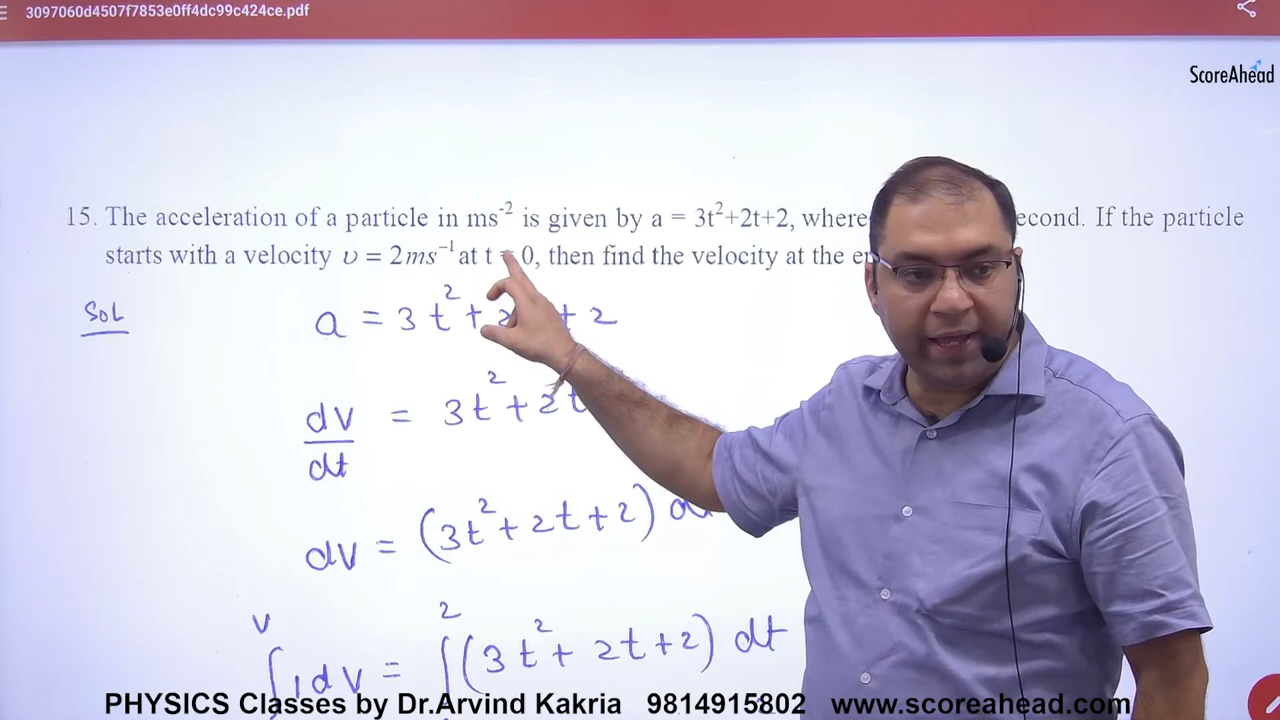 3097060d4507f7853e0ff4dc99c424ce.pdf
ScoreAhead
15. The acceleration of a particle in ms⁻² is given by a = 3t²+2t+2, where second. If the particle
starts with a velocity υ = 2ms⁻¹ at t = 0, then find the velocity at the
Sol
a = 3t² + 2 + 2
dv/dt = 3t² + 2t
dv = (3t² + 2t + 2) dt
∫ᵛ 1 dv = ∫² (3t² + 2t + 2) dt
PHYSICS Classes by Dr.Arvind Kakria 9814915802 www.scoreahead.com